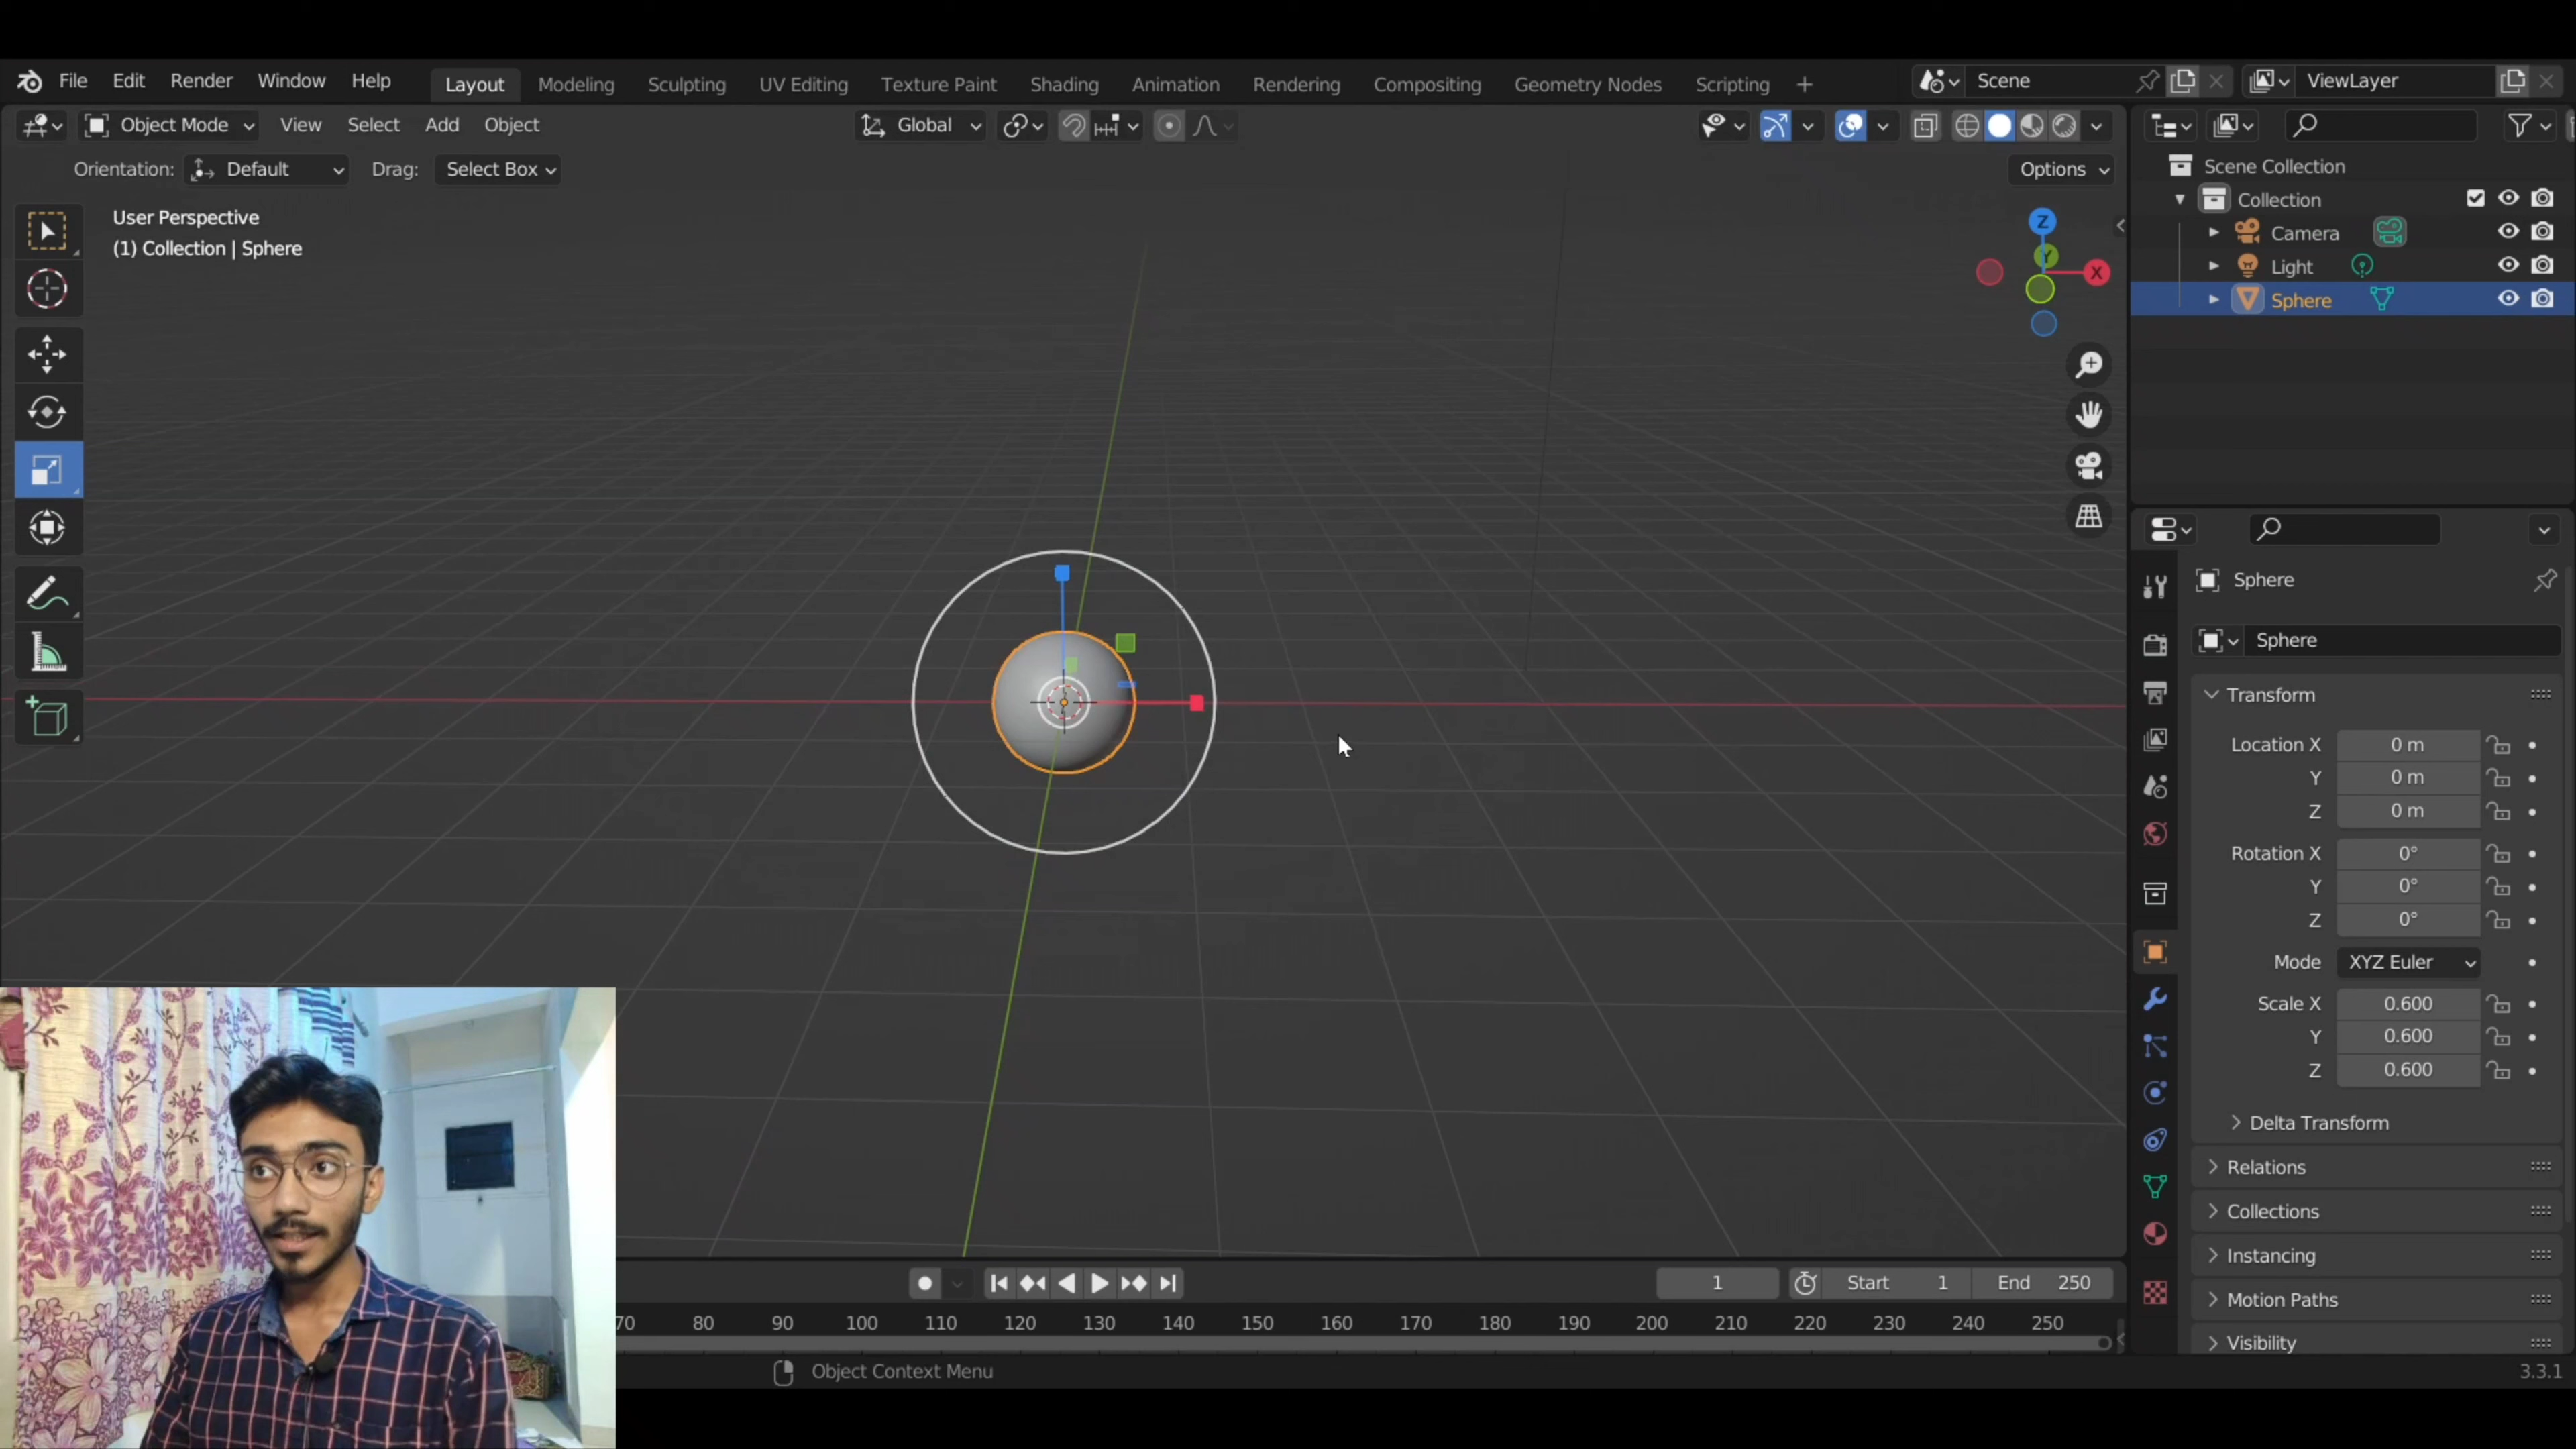 File Edit Render Window Help Layout Modeling Sculpting UV Editing Texture Paint Shading Animation Rendering Compositing Geometry Nodes Scripting + Scene ViewLayer
Object Mode View Select Add Object Global
Orientation: Default Drag: Select Box Options
User Perspective
(1) Collection | Sphere
Z
Y
X
Scene Collection
Collection
Camera
Light
Sphere
Sphere
Sphere
Transform
Location X 0 m
Y 0 m
Z 0 m
Rotation X 0°
Y 0°
Z 0°
Mode XYZ Euler
Scale X 0.600
Y 0.600
Z 0.600
Delta Transform
Relations
Collections
Instancing
Motion Paths
Visibility
1 Start 1 End 250
70 80 90 100 110 120 130 140 150 160 170 180 190 200 210 220 230 240 250
Object Context Menu
3.3.1